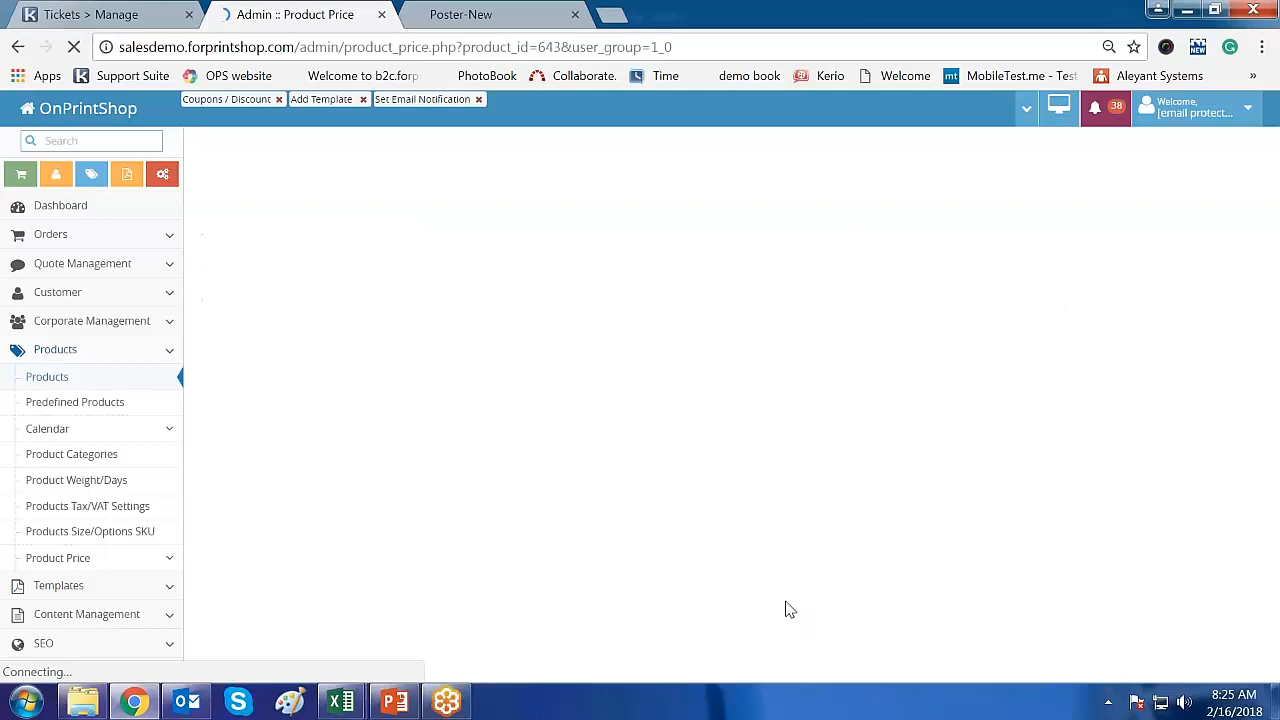 Tickets > Manage
Admin :: Product Price
Poster-New
salesdemo.forprintshop.com/admin/product_price.php?product_id=643&user_group=1_0
Apps
Support Suite
OPS website
Welcome to b2c.forp
PhotoBook
Collaborate.
Time
demo book
Kerio
Welcome
mt
MobileTest.me - Test
Aleyant Systems
»
OnPrintShop
Coupons / Discount
Add Template
Set Email Notification
38
Welcome,
[email protect...
Search
Dashboard
Orders
Quote Management
Customer
Corporate Management
Products
Products
Predefined Products
Calendar
Product Categories
Product Weight/Days
Products Tax/VAT Settings
Products Size/Options SKU
Product Price
Templates
Content Management
SEO
Connecting...
8:25 AM
2/16/2018